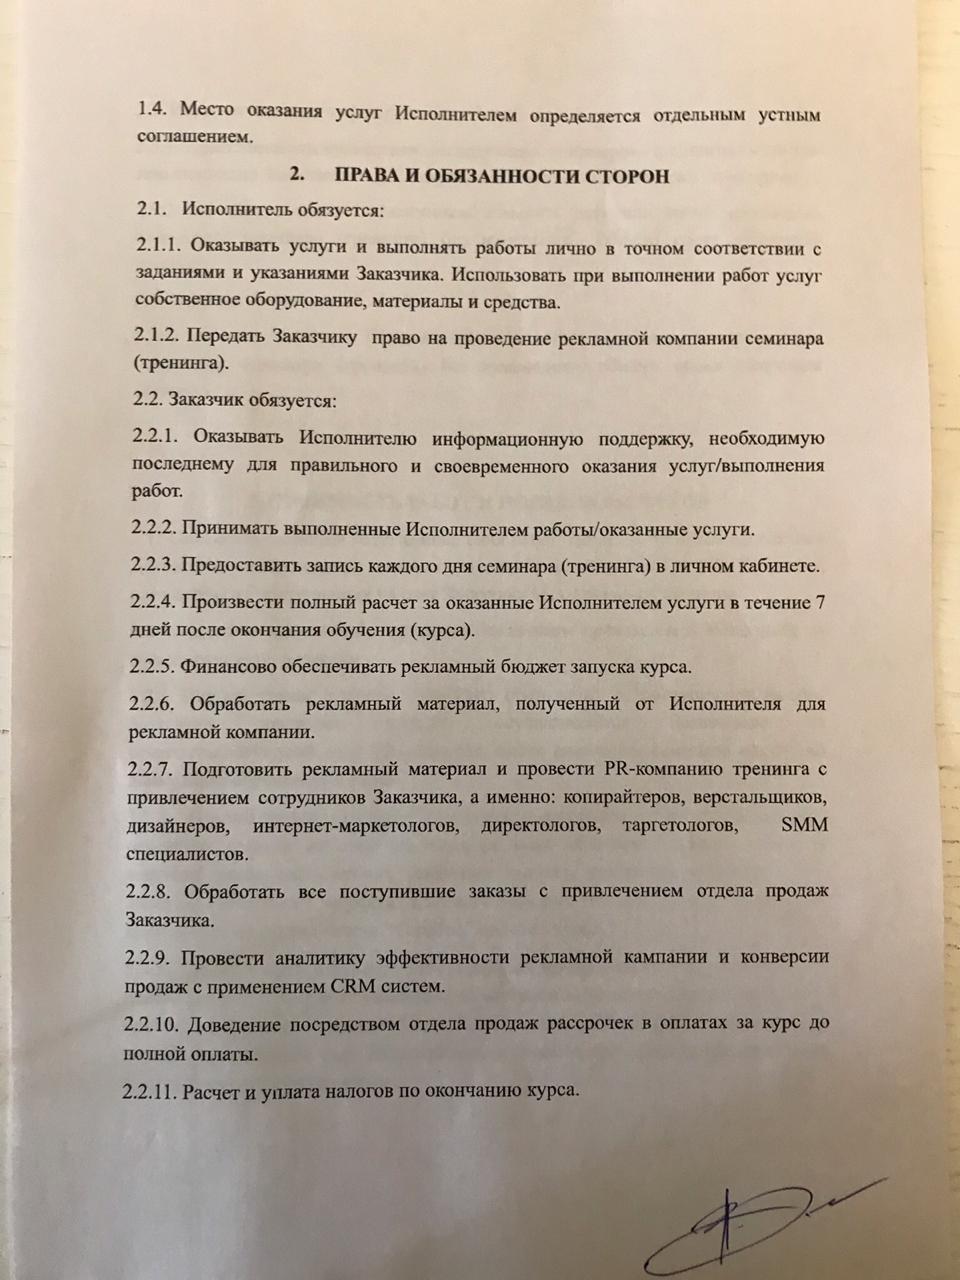 1.4. Место оказания услуг Исполнителем определяется отдельным устным
соглашением.
2. ПРАВА И ОБЯЗАННОСТИ СТОРОН
2.1. Исполнитель обязуется:
2.1.1. Оказывать услуги и выполнять работы лично в точном соответствии с
заданиями и указаниями Заказчика. Использовать при выполнении работ услуг
собственное оборудование, материалы и средства.
2.1.2. Передать Заказчику право на проведение рекламной компании семинара
(тренинга).
2.2. Заказчик обязуется:
2.2.1. Оказывать Исполнителю информационную поддержку, необходимую
последнему для правильного и своевременного оказания услуг/выполнения
работ.
2.2.2. Принимать выполненные Исполнителем работы/оказанные услуги.
2.2.3. Предоставить запись каждого дня семинара (тренинга) в личном кабинете.
2.2.4. Произвести полный расчет за оказанные Исполнителем услуги в течение 7
дней после окончания обучения (курса).
2.2.5. Финансово обеспечивать рекламный бюджет запуска курса.
2.2.6. Обработать рекламный материал, полученный от Исполнителя для
рекламной компании.
2.2.7. Подготовить рекламный материал и провести PR-компанию тренинга с
привлечением сотрудников Заказчика, а именно: копирайтеров, верстальщиков,
дизайнеров, интернет-маркетологов, директологов, таргетологов, SMM
специалистов.
2.2.8. Обработать все поступившие заказы с привлечением отдела продаж
Заказчика.
2.2.9. Провести аналитику эффективности рекламной кампании и конверсии
продаж с применением CRM систем.
2.2.10. Доведение посредством отдела продаж рассрочек в оплатах за курс до
полной оплаты.
2.2.11. Расчет и уплата налогов по окончанию курса.